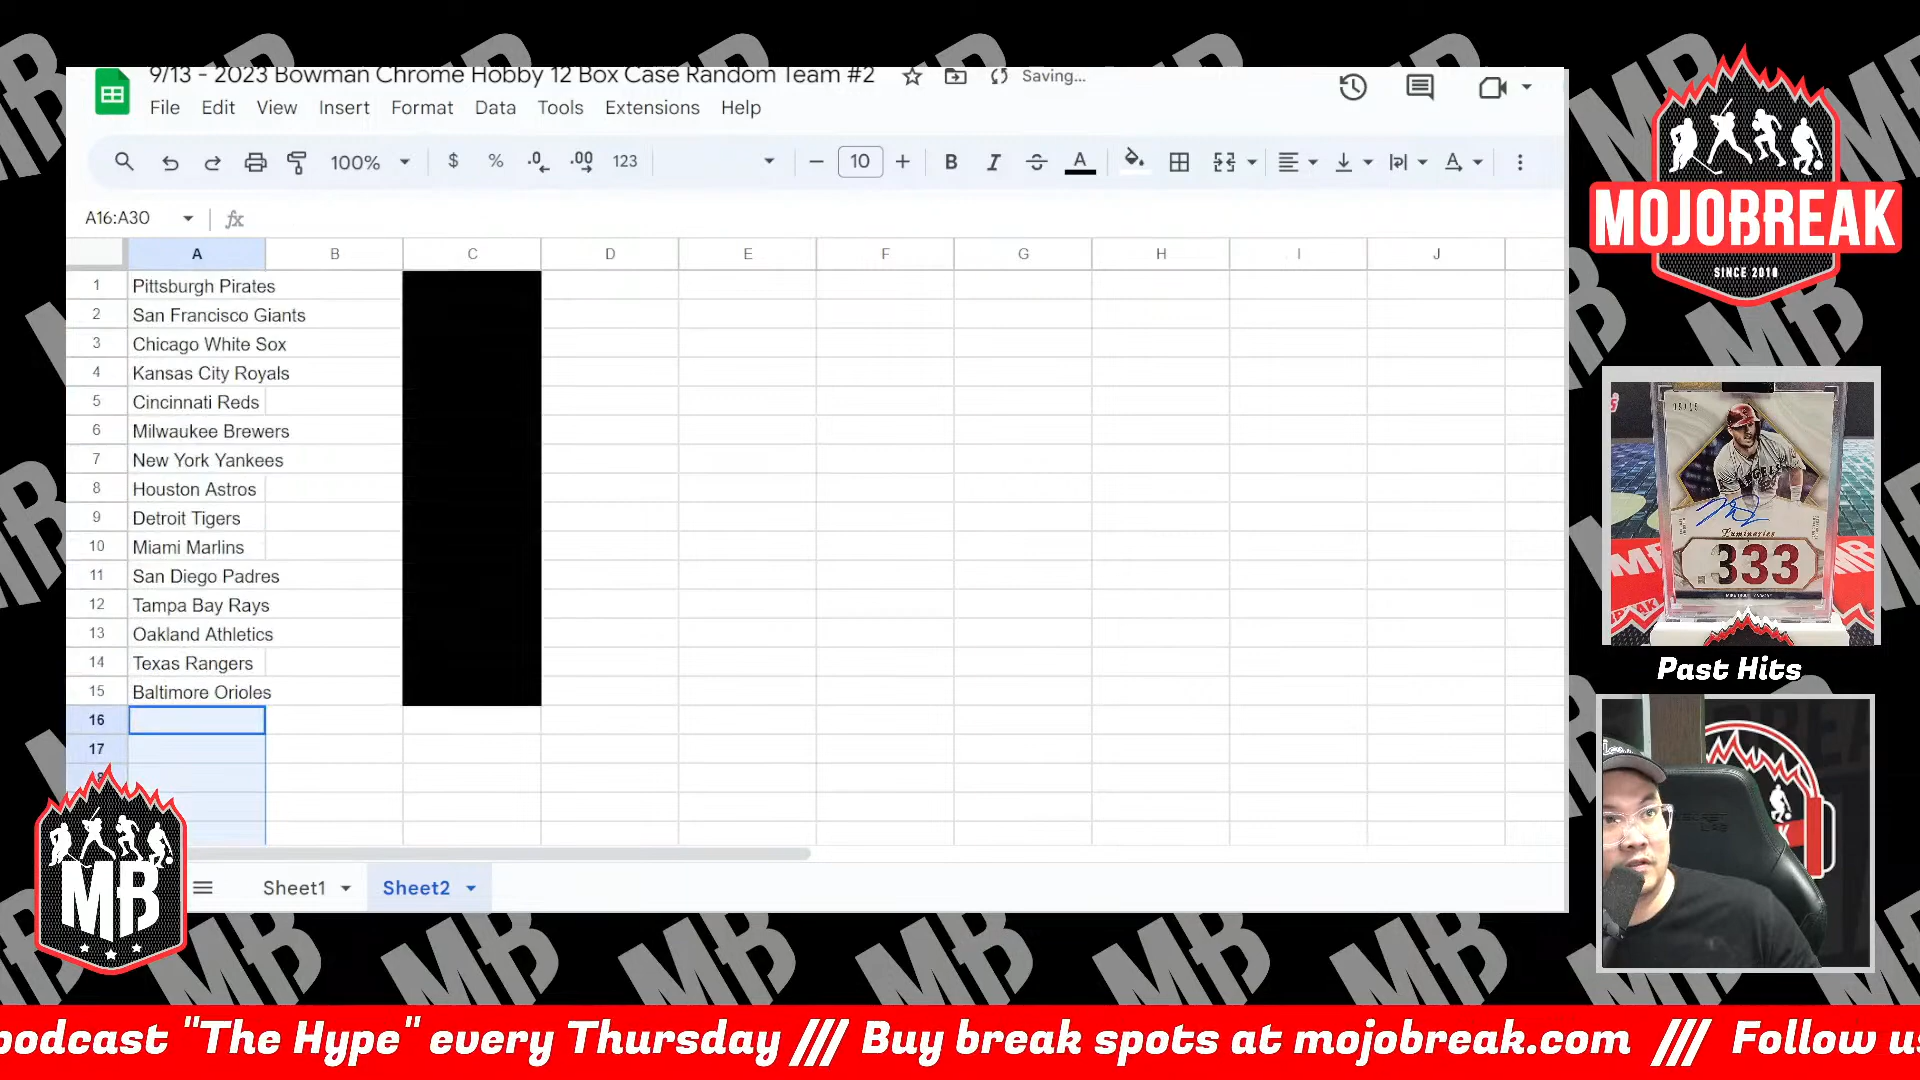 9/13 - 2023 Bowman Chrome Hobby 12 Box Case Random Team #2
Saving...
File Edit View Insert Format Data Tools Extensions Help
100% $ % .0 .00 123 10 B I A A
A16:A30 fx
A B C D E F G H I J
1 Pittsburgh Pirates
2 San Francisco Giants
3 Chicago White Sox
4 Kansas City Royals
5 Cincinnati Reds
6 Milwaukee Brewers
7 New York Yankees
8 Houston Astros
9 Detroit Tigers
10 Miami Marlins
11 San Diego Padres
12 Tampa Bay Rays
13 Oakland Athletics
14 Texas Rangers
15 Baltimore Orioles
16
17
Sheet1 Sheet2
MB
MOJOBREAK
SINCE 2010
Luminaries
333
Past Hits
podcast "The Hype" every Thursday /// Buy break spots at mojobreak.com /// Follow us